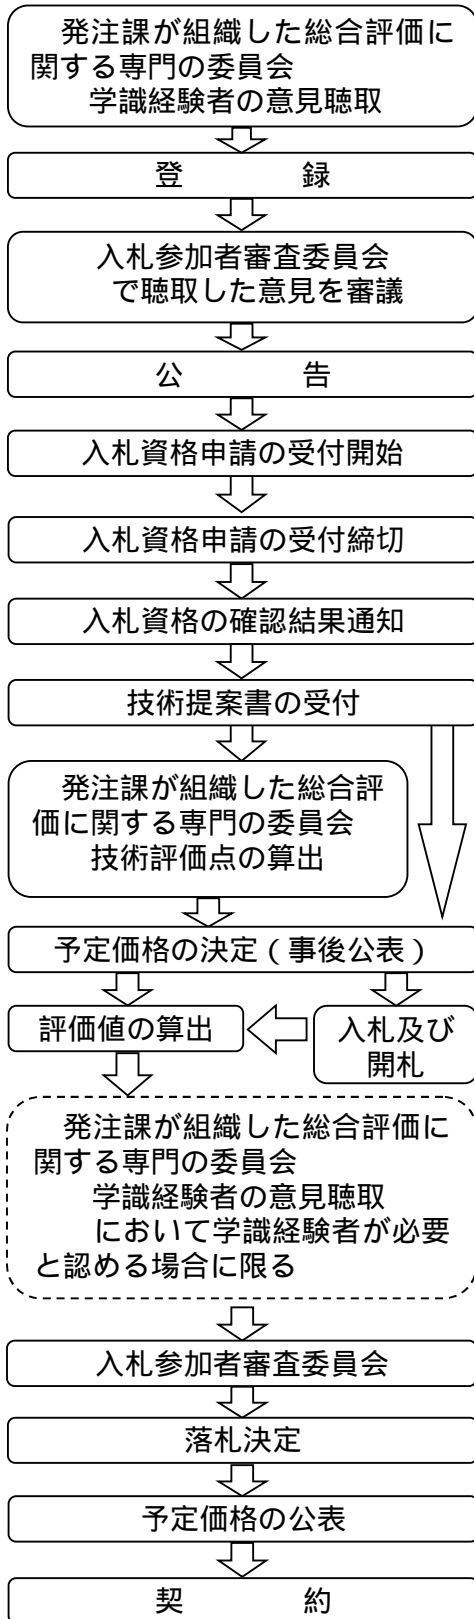 発注課が組織した総合評価に
関する専門の委員会
学識経験者の意見聴取
登　　　　録
入札参加者審査委員会
で聴取した意見を審議
公　　　　告
入札資格申請の受付開始
入札資格申請の受付締切
入札資格の確認結果通知
技術提案書の受付
発注課が組織した総合評
価に関する専門の委員会
技術評価点の算出
予定価格の決定（事後公表）
評価値の算出
入札及び
開札
発注課が組織した総合評価に
関する専門の委員会
学識経験者の意見聴取
において学識経験者が必要
と認める場合に限る
入札参加者審査委員会
落札決定
予定価格の公表
契　　　　約